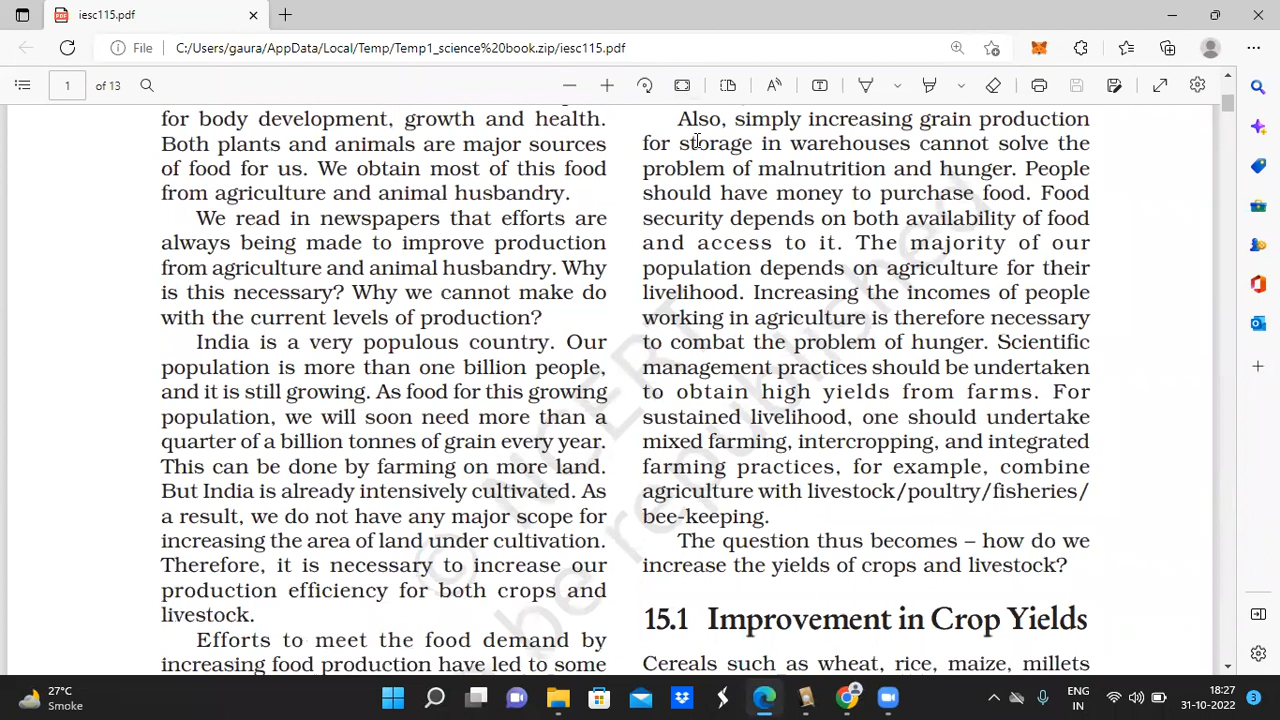 iesc115.pdf
File
C:/Users/gaura/AppData/Local/Temp/Temp1_science%20book.zip/iesc115.pdf
1
of 13
for body development, growth and health.
Both plants and animals are major sources
of food for us. We obtain most of this food
from agriculture and animal husbandry.
We read in newspapers that efforts are
always being made to improve production
from agriculture and animal husbandry. Why
is this necessary? Why we cannot make do
with the current levels of production?
India is a very populous country. Our
population is more than one billion people,
and it is still growing. As food for this growing
population, we will soon need more than a
quarter of a billion tonnes of grain every year.
This can be done by farming on more land.
But India is already intensively cultivated. As
a result, we do not have any major scope for
increasing the area of land under cultivation.
Therefore, it is necessary to increase our
production efficiency for both crops and
livestock.
Efforts to meet the food demand by
increasing food production have led to some
Also, simply increasing grain production
for storage in warehouses cannot solve the
problem of malnutrition and hunger. People
should have money to purchase food. Food
security depends on both availability of food
and access to it. The majority of our
population depends on agriculture for their
livelihood. Increasing the incomes of people
working in agriculture is therefore necessary
to combat the problem of hunger. Scientific
management practices should be undertaken
to obtain high yields from farms. For
sustained livelihood, one should undertake
mixed farming, intercropping, and integrated
farming practices, for example, combine
agriculture with livestock/poultry/fisheries/
bee-keeping.
The question thus becomes – how do we
increase the yields of crops and livestock?
15.1 Improvement in Crop Yields
Cereals such as wheat, rice, maize, millets
© NCERT
be republished
27°C
Smoke
ENG
IN
18:27
31-10-2022
3